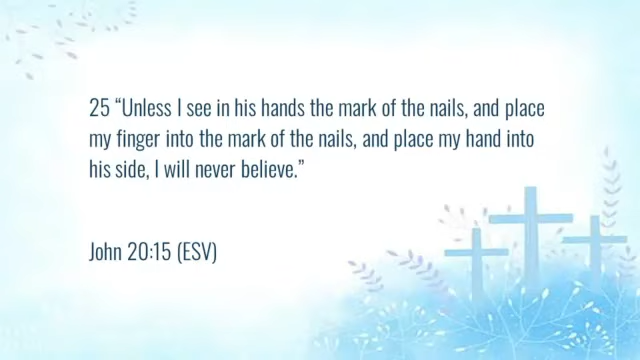 25 “Unless I see in his hands the mark of the nails, and place
my finger into the mark of the nails, and place my hand into
his side, I will never believe.”
John 20:15 (ESV)